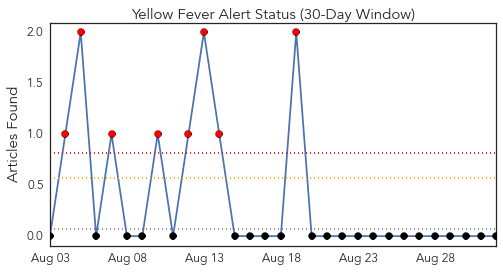 Yellow Fever Alert Status (30-Day Window)
Articles Found
2.0
1.5
1.0
0.5
0.0
Aug 03 Aug 08 Aug 13 Aug 18 Aug 23 Aug 28